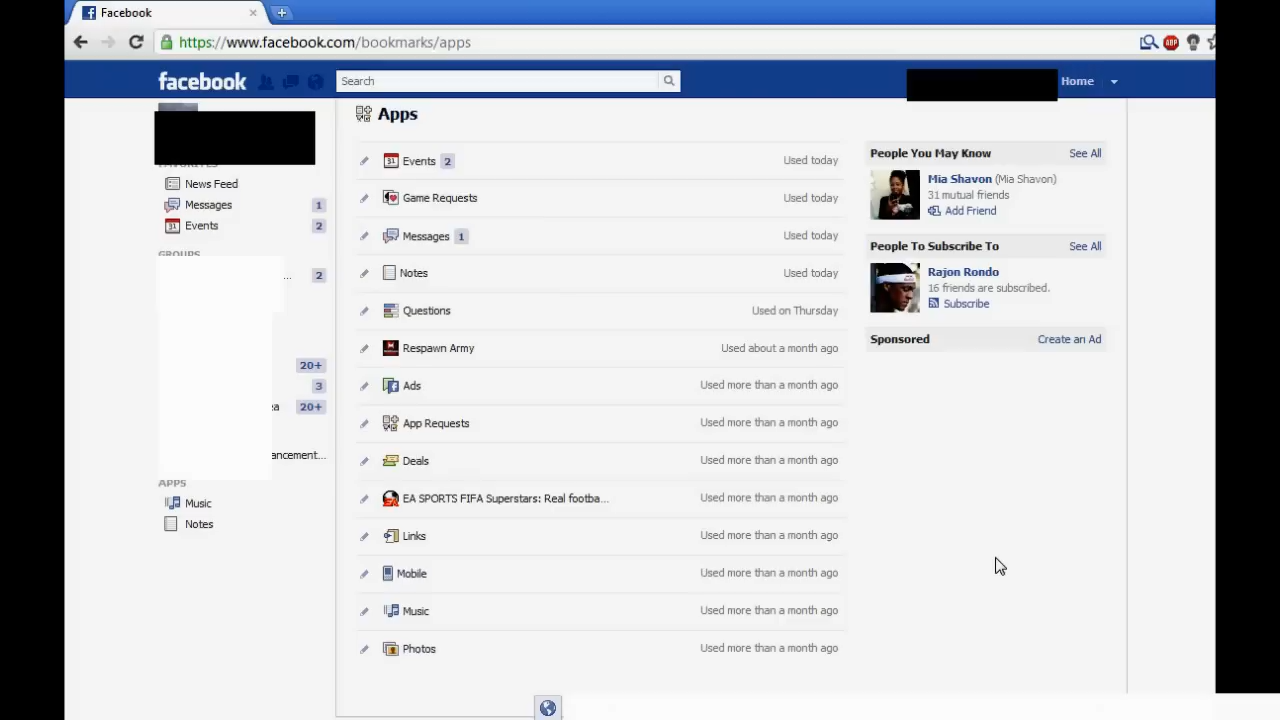 Facebook
https://www.facebook.com/bookmarks/apps
ABP
facebook
Search
Home
News Feed
Messages 1
Events 2
GROUPS
... 2
20+
3
ea 20+
ancement...
APPS
Music
Notes
Apps
Events 2 Used today
Game Requests Used today
Messages 1 Used today
Notes Used today
Questions Used on Thursday
Respawn Army Used about a month ago
Ads Used more than a month ago
App Requests Used more than a month ago
Deals Used more than a month ago
EA SPORTS FIFA Superstars: Real footba... Used more than a month ago
Links Used more than a month ago
Mobile Used more than a month ago
Music Used more than a month ago
Photos Used more than a month ago
People You May Know See All
Mia Shavon (Mia Shavon)
31 mutual friends
Add Friend
People To Subscribe To See All
Rajon Rondo
16 friends are subscribed.
Subscribe
Sponsored Create an Ad